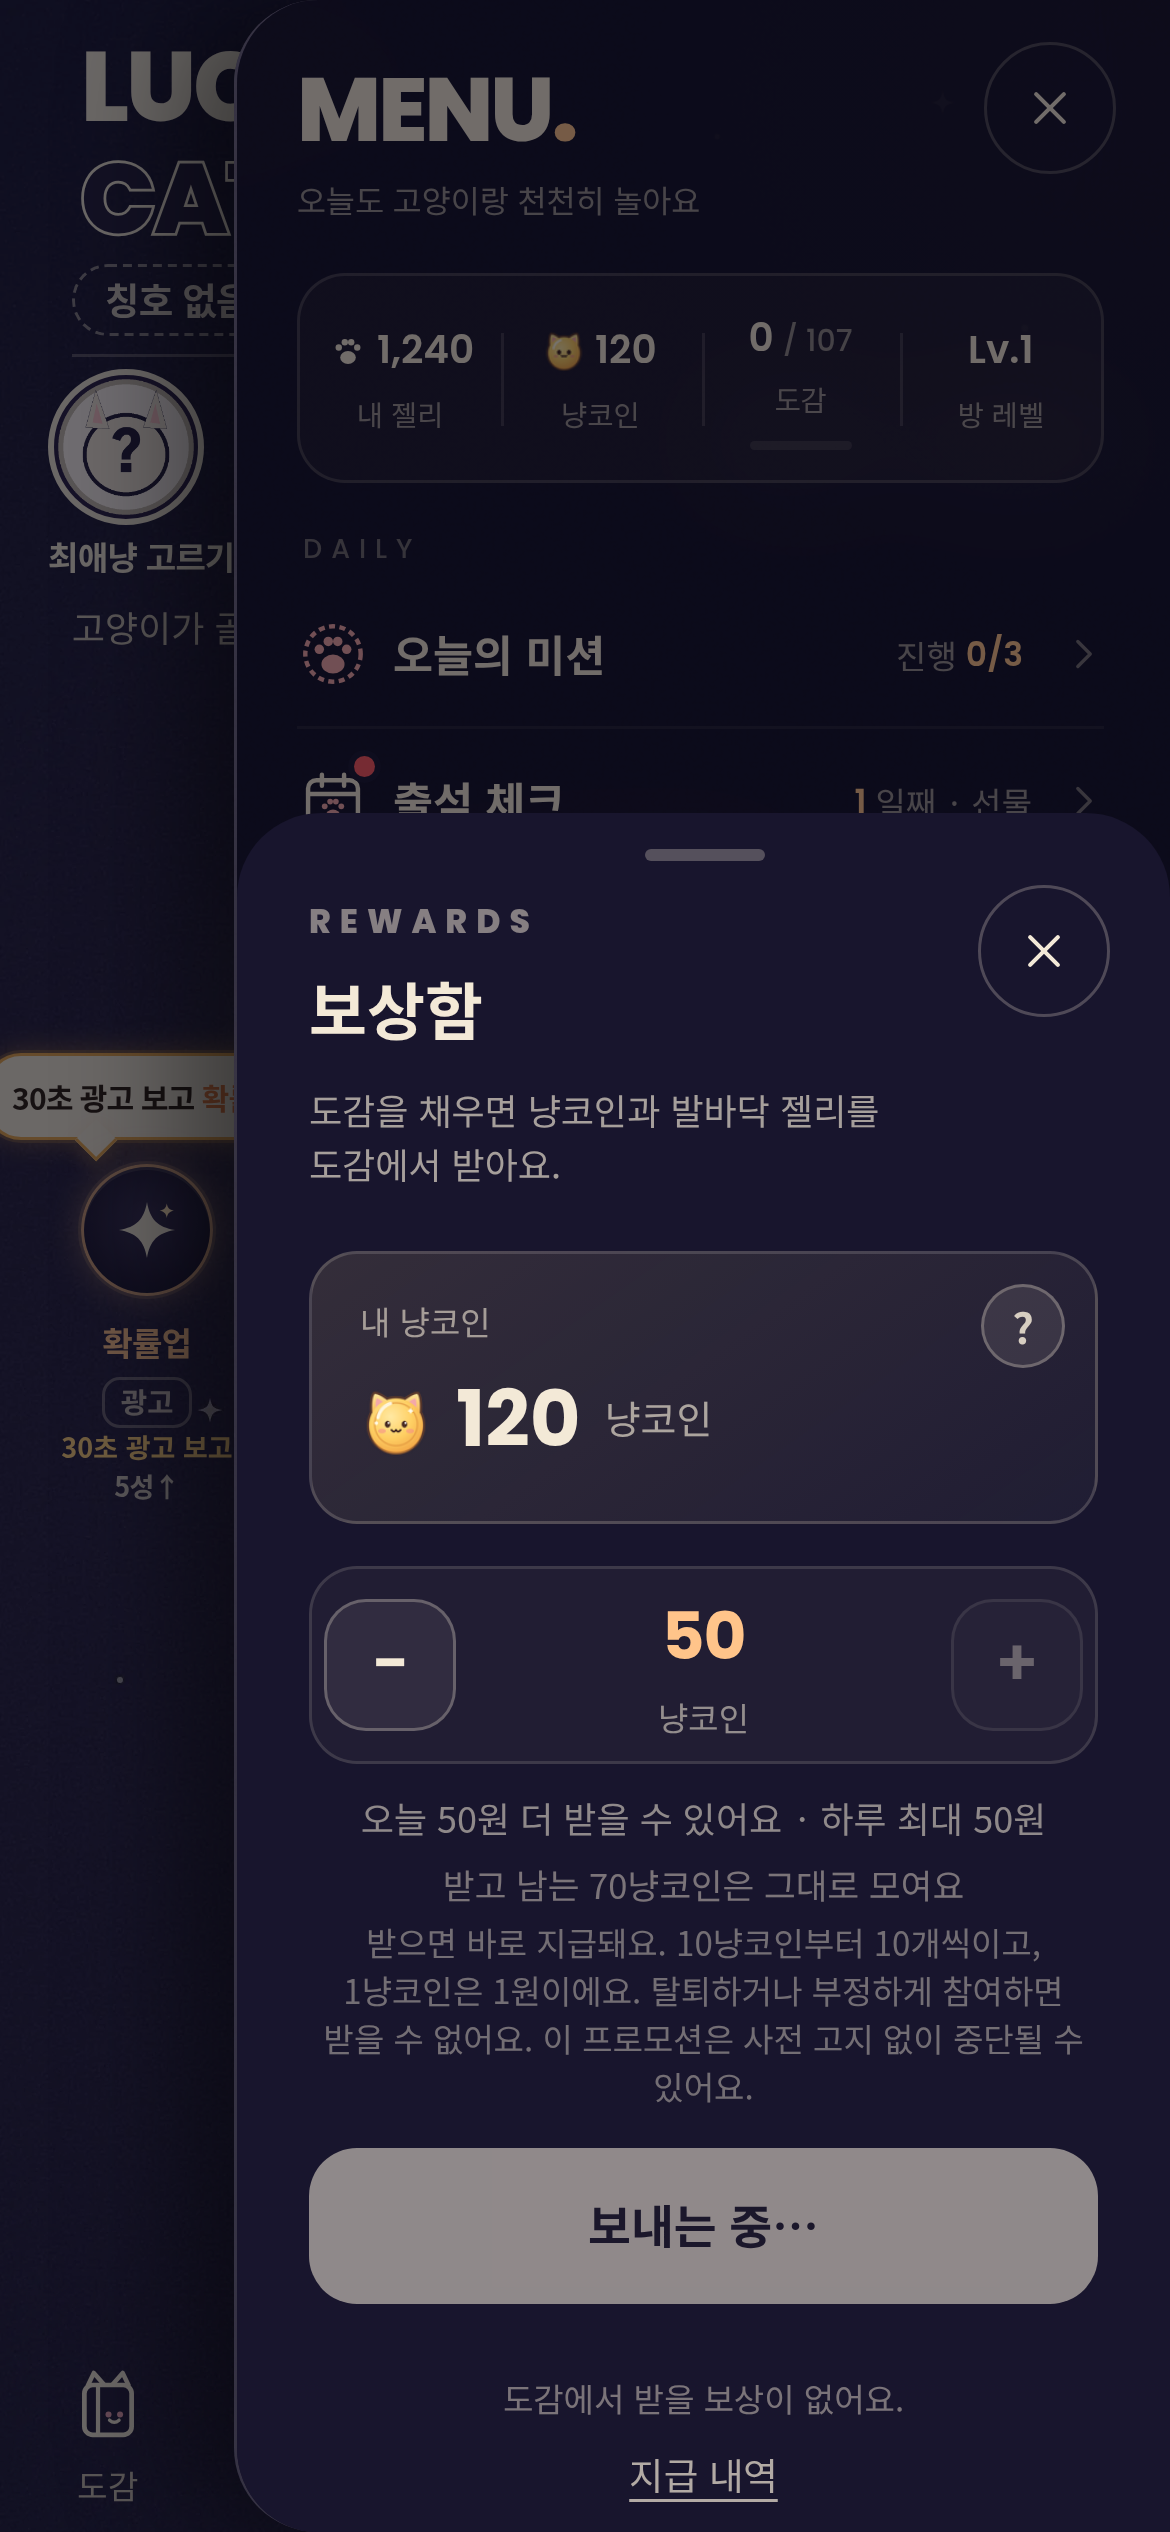 LUC
CAT
칭호 없음
?
최애냥 고르기
고양이가
30초 광고 보고
확률업
광고
30초 광고 보고
5성↑
도감
MENU.
오늘도 고양이랑 천천히 놀아요
1,240
내 젤리
120
냥코인
0 / 107
도감
Lv.1
방 레벨
DAILY
오늘의 미션
진행 0/3
출석 체크
1 일째 · 선물
REWARDS
보상함
도감을 채우면 냥코인과 발바닥 젤리를
도감에서 받아요.
내 냥코인
?
120 냥코인
−
50
냥코인
+
오늘 50원 더 받을 수 있어요 · 하루 최대 50원
받고 남는 70냥코인은 그대로 모여요
받으면 바로 지급돼요. 10냥코인부터 10개씩이고,
1냥코인은 1원이에요. 탈퇴하거나 부정하게 참여하면
받을 수 없어요. 이 프로모션은 사전 고지 없이 중단될 수
있어요.
보내는 중…
도감에서 받을 보상이 없어요.
지급 내역